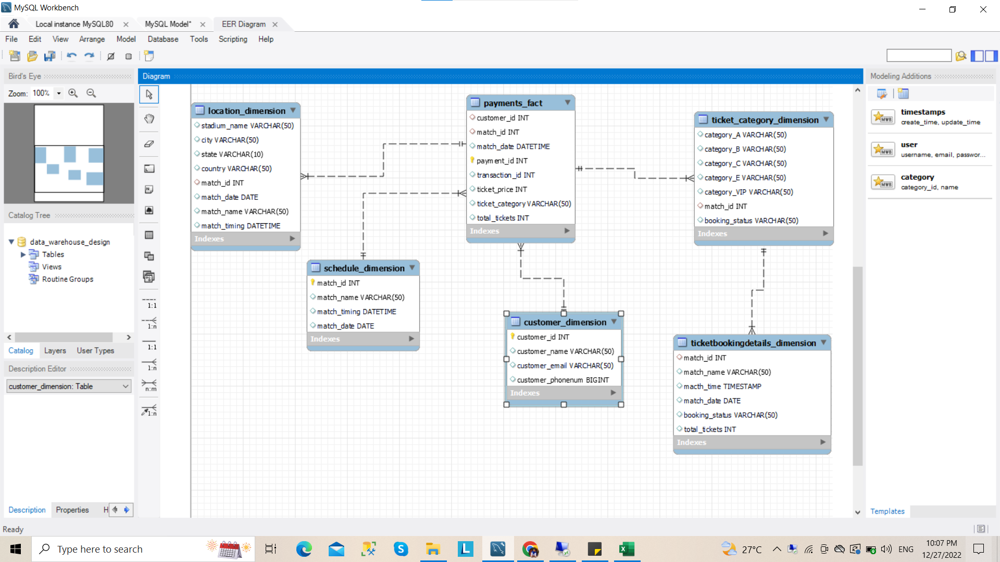 MySQL Workbench
Local instance MySQL80
MySQL Model*
EER Diagram
File Edit View Arrange Model Database Tools Scripting Help
Bird's Eye
Zoom: 100%
Diagram
Modeling Additions
location_dimension
stadium_name VARCHAR(50)
city VARCHAR(50)
state VARCHAR(10)
country VARCHAR(50)
match_id INT
match_date DATE
match_name VARCHAR(50)
match_timing DATETIME
Indexes
payments_fact
customer_id INT
match_id INT
match_date DATETIME
payment_id INT
transaction_id INT
ticket_price INT
ticket_category VARCHAR(50)
total_tickets INT
Indexes
ticket_category_dimension
category_A VARCHAR(50)
category_B VARCHAR(50)
category_C VARCHAR(50)
category_E VARCHAR(50)
category_VIP VARCHAR(50)
match_id INT
booking_status VARCHAR(50)
Indexes
schedule_dimension
match_id INT
match_name VARCHAR(50)
match_timing DATETIME
match_date DATE
Indexes
customer_dimension
customer_id INT
customer_name VARCHAR(50)
customer_email VARCHAR(50)
customer_phonenum BIGINT
Indexes
ticketbookingdetails_dimension
match_id INT
match_name VARCHAR(50)
macth_time TIMESTAMP
match_date DATE
booking_status VARCHAR(50)
total_tickets INT
Indexes
timestamps
create_time, update_time
MWB
user
username, email, passwor...
MWB
category
category_id, name
MWB
Templates
Catalog Tree
data_warehouse_design
Tables
Views
Routine Groups
Catalog Layers User Types
Description Editor
customer_dimension: Table
Description Properties H
1:1
1:n
1:1
1:n
n:m
1:n
Ready
Type here to search
L
27°C
ENG
10:07 PM
12/27/2022